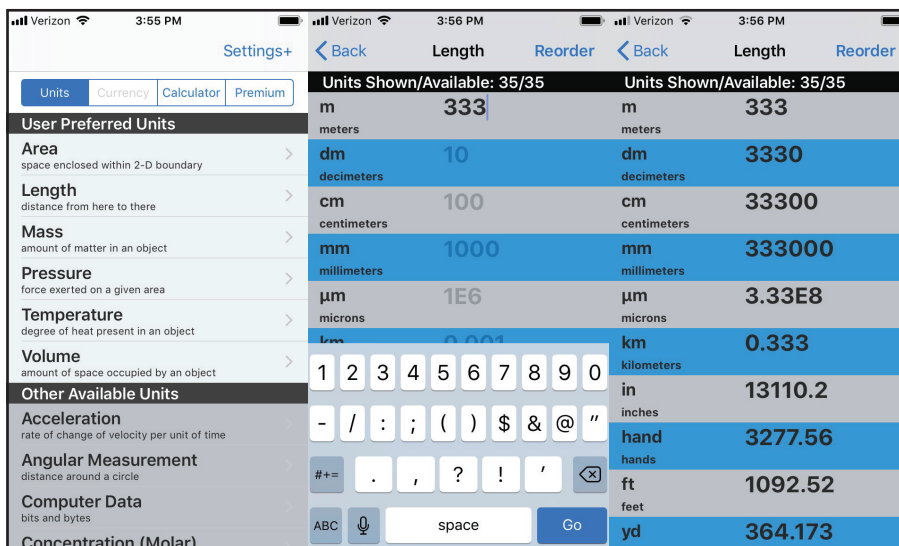 Verizon
3:55 PM
Settings+
Units
Currency
Calculator
Premium
User Preferred Units
Area
space enclosed within 2-D boundary
Length
distance from here to there
Mass
amount of matter in an object
Pressure
force exerted on a given area
Temperature
degree of heat present in an object
Volume
amount of space occupied by an object
Other Available Units
Acceleration
rate of change of velocity per unit of time
Angular Measurement
distance around a circle
Computer Data
bits and bytes
Concentration (Molar)
Verizon
3:56 PM
Back
Length
Reorder
Units Shown/Available: 35/35
m 333
meters
dm 10
decimeters
cm 100
centimeters
mm 1000
millimeters
µm 1E6
microns
km 0.001
1 2 3 4 5 6 7 8 9 0
- / : ; ( ) $ & @ "
#+= . , ? ! '
ABC space Go
Verizon
3:56 PM
Back
Length
Reorder
Units Shown/Available: 35/35
m 333
meters
dm 3330
decimeters
cm 33300
centimeters
mm 333000
millimeters
µm 3.33E8
microns
km 0.333
kilometers
in 13110.2
inches
hand 3277.56
hands
ft 1092.52
feet
yd 364.173